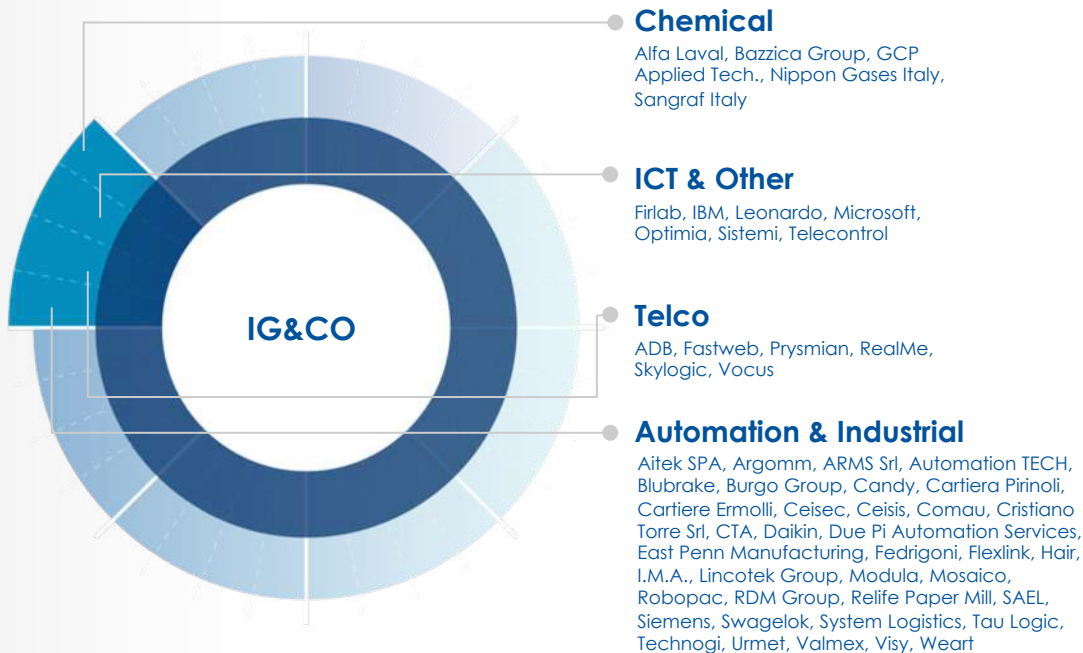 Chemical
Alfa Laval, Bazzica Group, GCP
Applied Tech., Nippon Gases Italy,
Sangraf Italy
ICT & Other
Firlab, IBM, Leonardo, Microsoft,
Optimia, Sistemi, Telecontrol
IG&CO
Telco
ADB, Fastweb, Prysmian, RealMe,
Skylogic, Vocus
Automation & Industrial
Aitek SPA, Argomm, ARMS Srl, Automation TECH,
Blubrake, Burgo Group, Candy, Cartiera Pirinoli,
Cartiere Ermolli, Ceisec, Ceisis, Comau, Cristiano
Torre Srl, CTA, Daikin, Due Pi Automation Services,
East Penn Manufacturing, Fedrigoni, Flexlink, Hair,
I.M.A., Lincotek Group, Modula, Mosaico,
Robopac, RDM Group, Relife Paper Mill, SAEL,
Siemens, Swagelok, System Logistics, Tau Logic,
Technogi, Urmet, Valmex, Visy, Weart